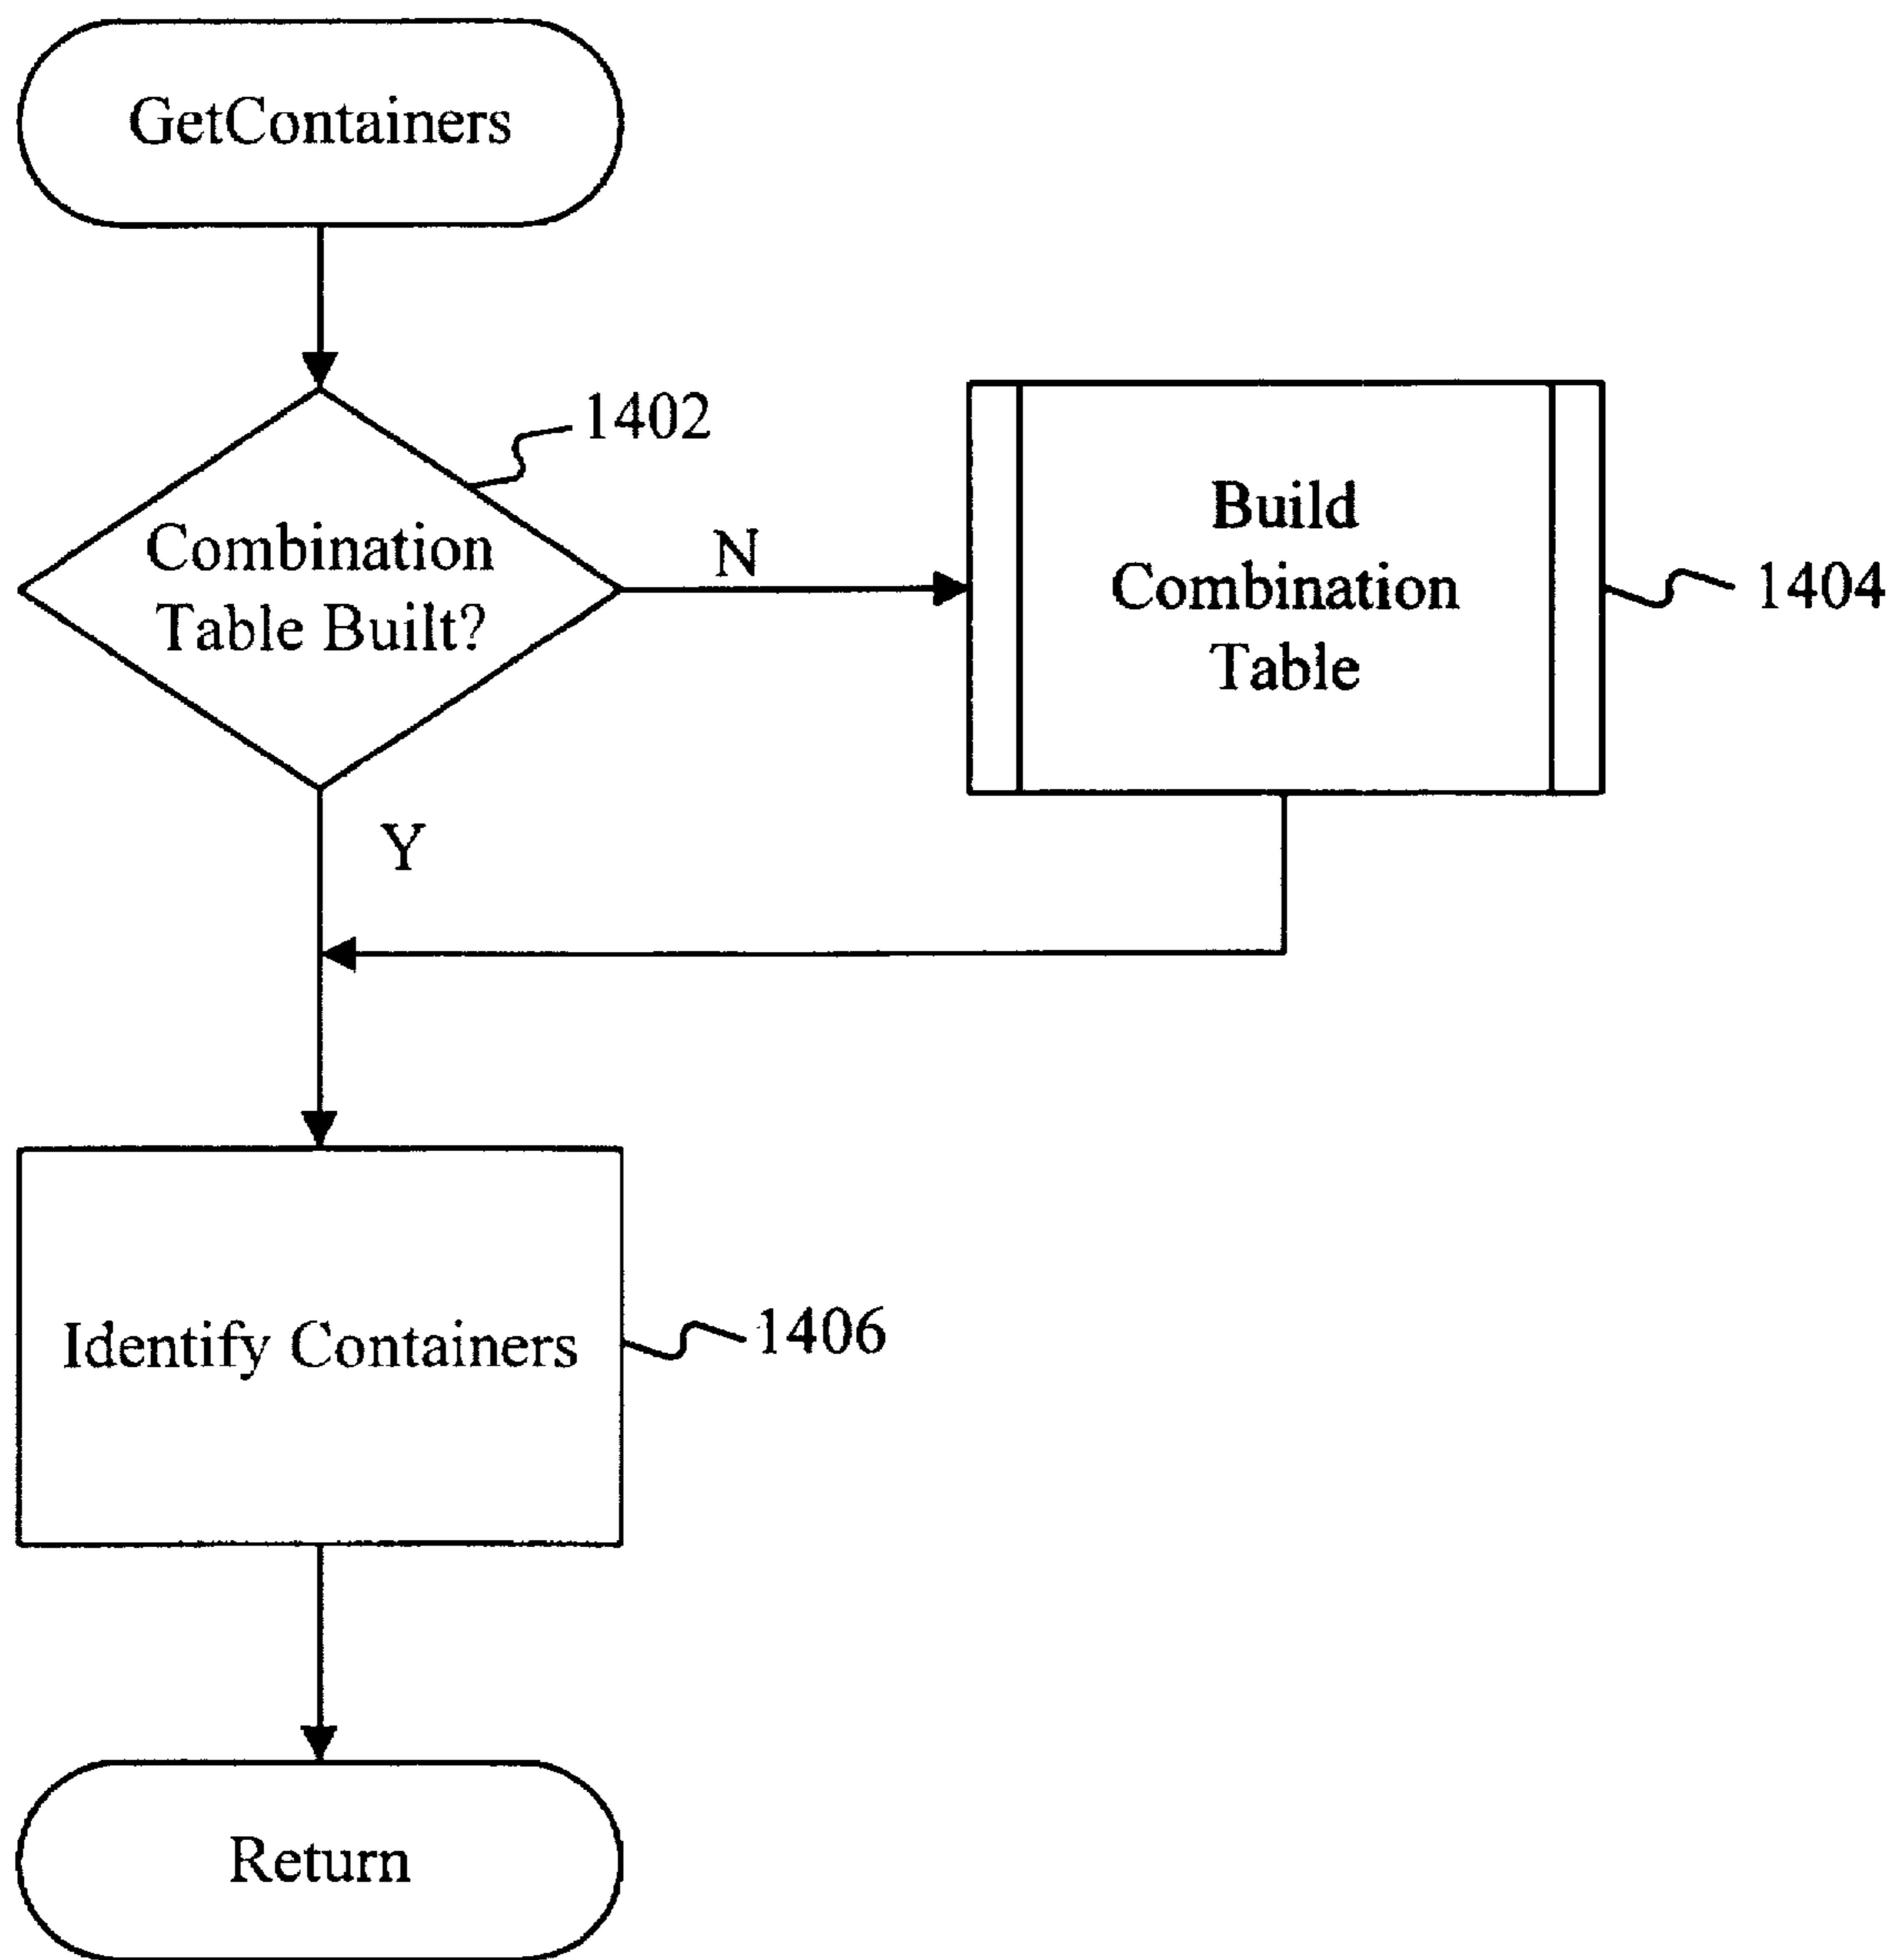 GetContainers
1402
Combination
Table Built?
N
Build
Combination
Table
1404
Y
Identify Containers
1406
Return